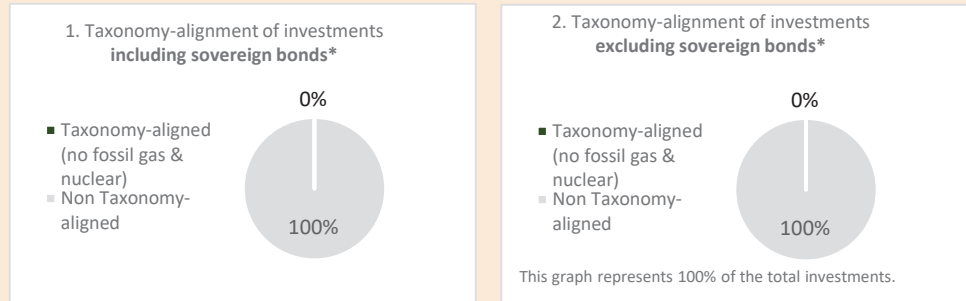 1. Taxonomy-alignment of investments
including sovereign bonds*
0%
Taxonomy-aligned
(no fossil gas &
nuclear)
Non Taxonomy-
aligned
100%
2. Taxonomy-alignment of investments
excluding sovereign bonds*
0%
Taxonomy-aligned
(no fossil gas &
nuclear)
Non Taxonomy-
aligned
100%
This graph represents 100% of the total investments.